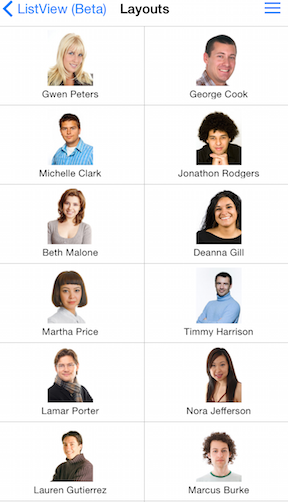 ListView (Beta) Layouts
Gwen Peters George Cook
Michelle Clark Jonathon Rodgers
Beth Malone Deanna Gill
Martha Price Timmy Harrison
Lamar Porter Nora Jefferson
Lauren Gutierrez Marcus Burke